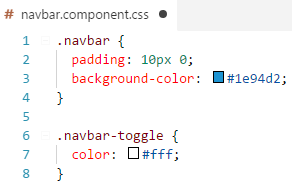 # navbar.component.css ●
1 .navbar {
2 padding: 10px 0;
3 background-color: #1e94d2;
4 }
5
6 .navbar-toggle {
7 color: #fff;
8 }